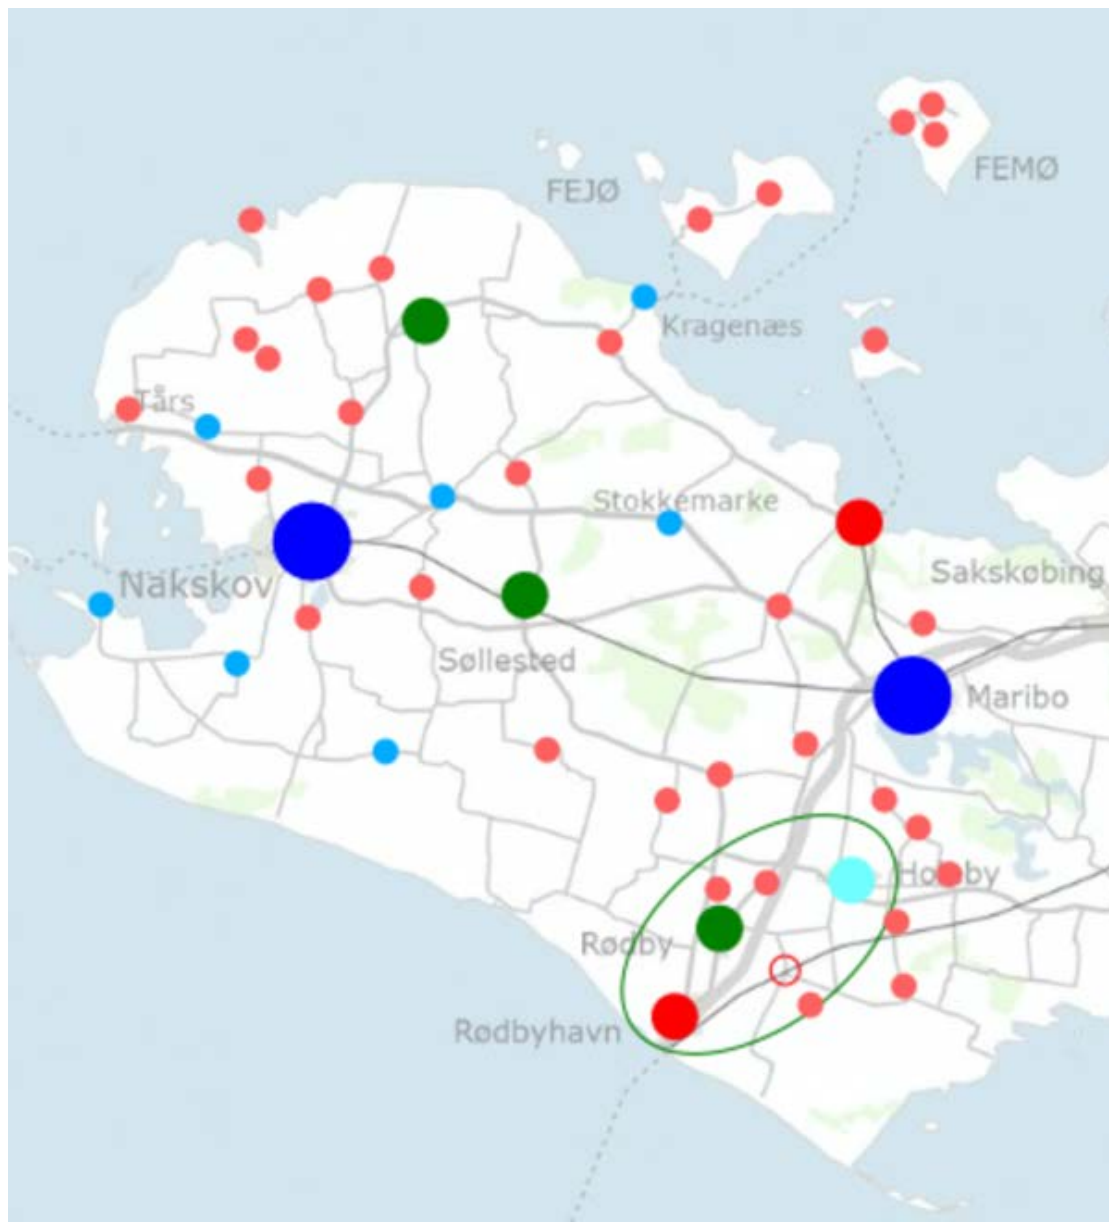 FEMØ
FEJØ
Kragenæs
Tårs
Stokkemarke
Sakskøbing
Nakskov
Søllested
Maribo
Holeby
Rødby
Rødbyhavn